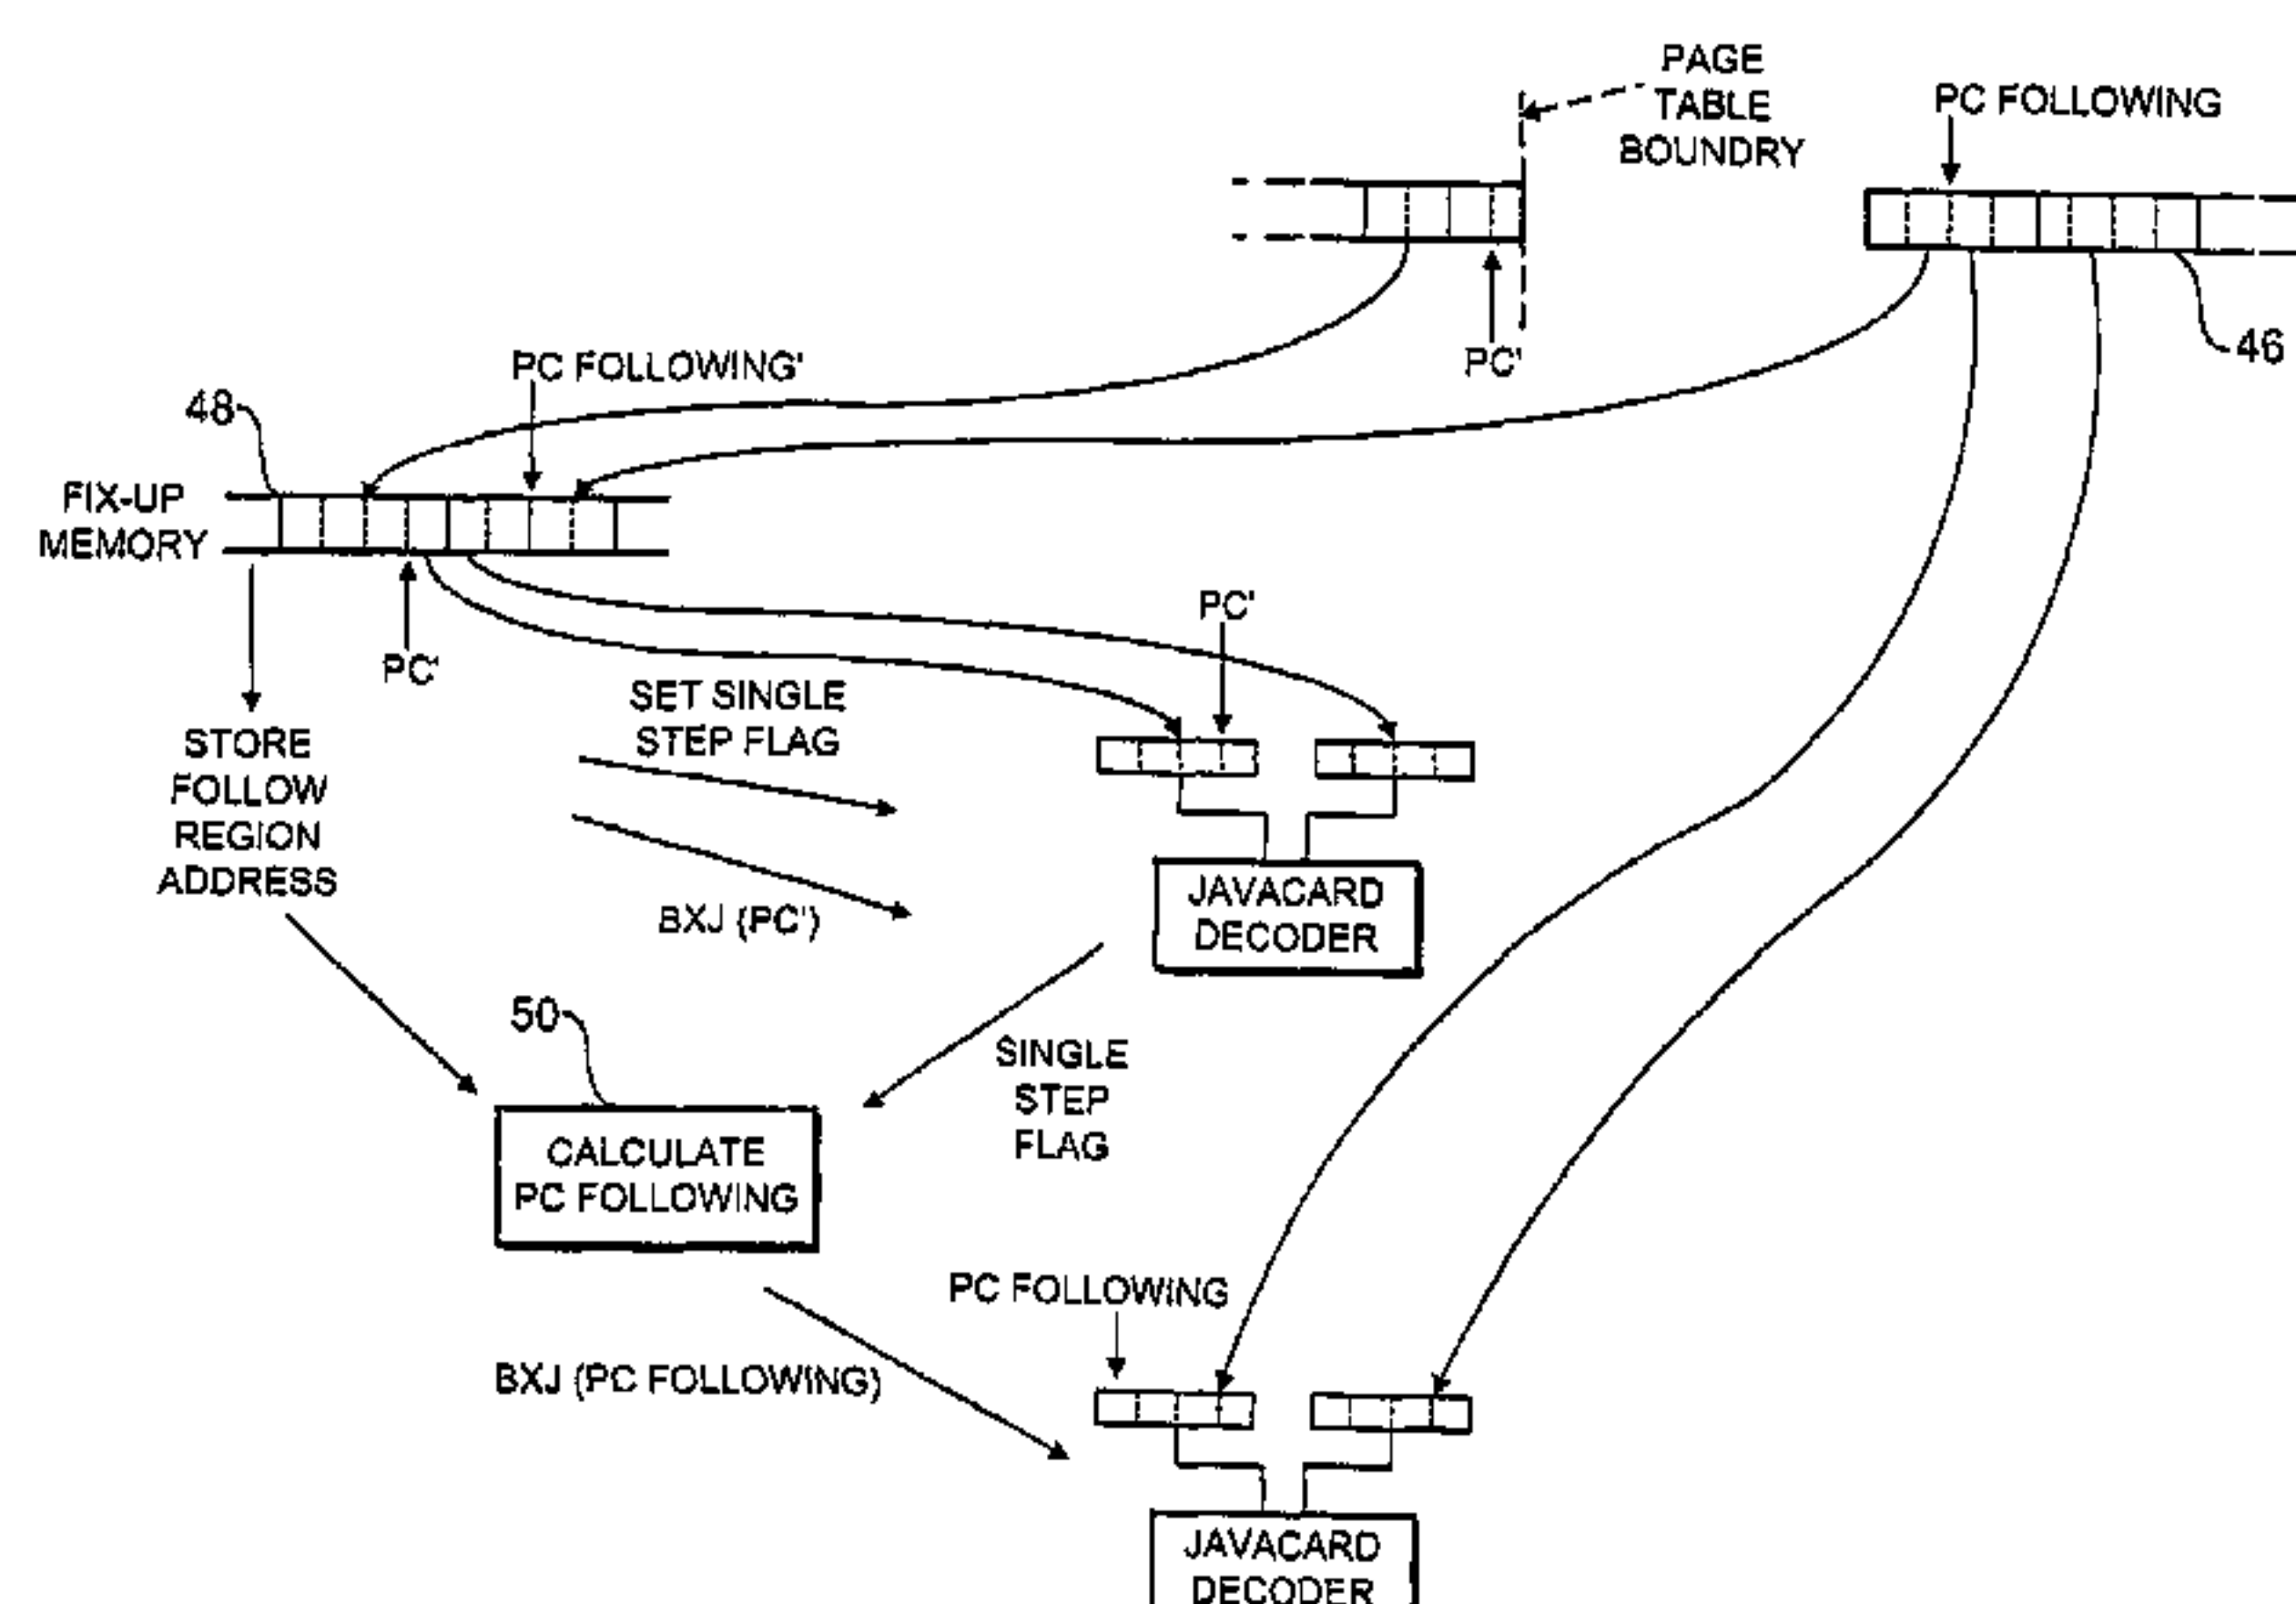 PAGE
TABLE
BOUNDRY
PC FOLLOWING
PC'
46
PC FOLLOWING'
48
FIX-UP
MEMORY
PC'
PC'
SET SINGLE
STEP FLAG
STORE
FOLLOW
REGION
ADDRESS
BXJ (PC')
JAVACARD
DECODER
50
SINGLE
STEP
FLAG
CALCULATE
PC FOLLOWING
PC FOLLOWING
BXJ (PC FOLLOWING)
JAVACARD
DECODER